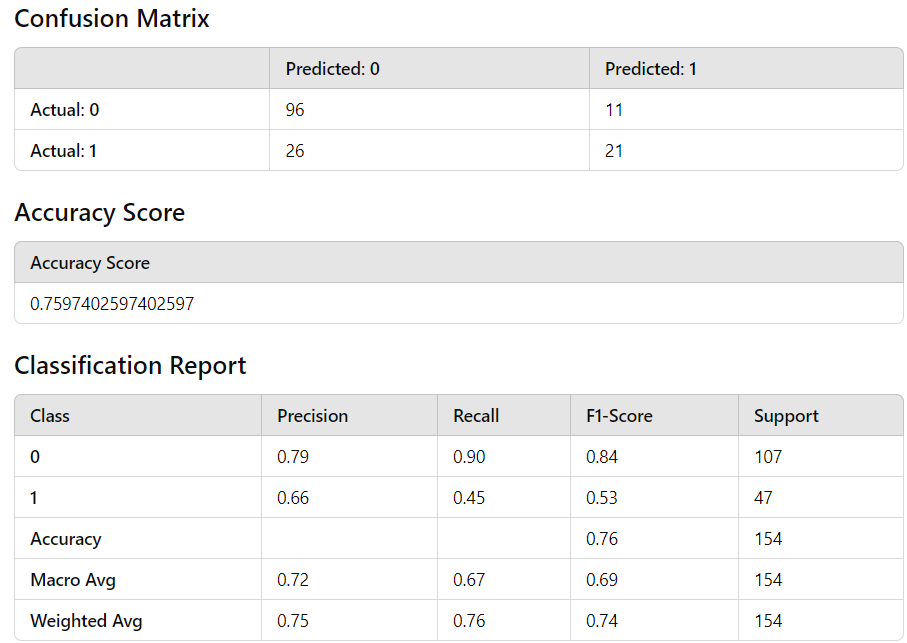 Confusion Matrix
Predicted: 0 Predicted: 1
Actual: 0 96 11
Actual: 1 26 21
Accuracy Score
Accuracy Score
0.7597402597402597
Classification Report
Class Precision Recall F1-Score Support
0 0.79 0.90 0.84 107
1 0.66 0.45 0.53 47
Accuracy 0.76 154
Macro Avg 0.72 0.67 0.69 154
Weighted Avg 0.75 0.76 0.74 154